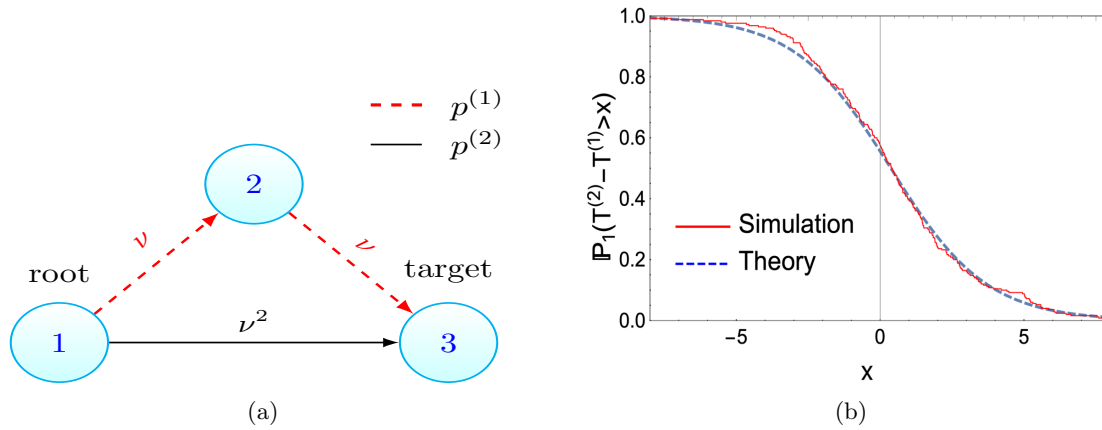 p^(1)
p^(2)
2
ν
ν
root
target
1
ν^2
3
(a)
1.0
0.8
0.6
0.4
0.2
0.0
ℙ₁(T^(2)−T^(1)>x)
Simulation
Theory
−5
0
5
x
(b)